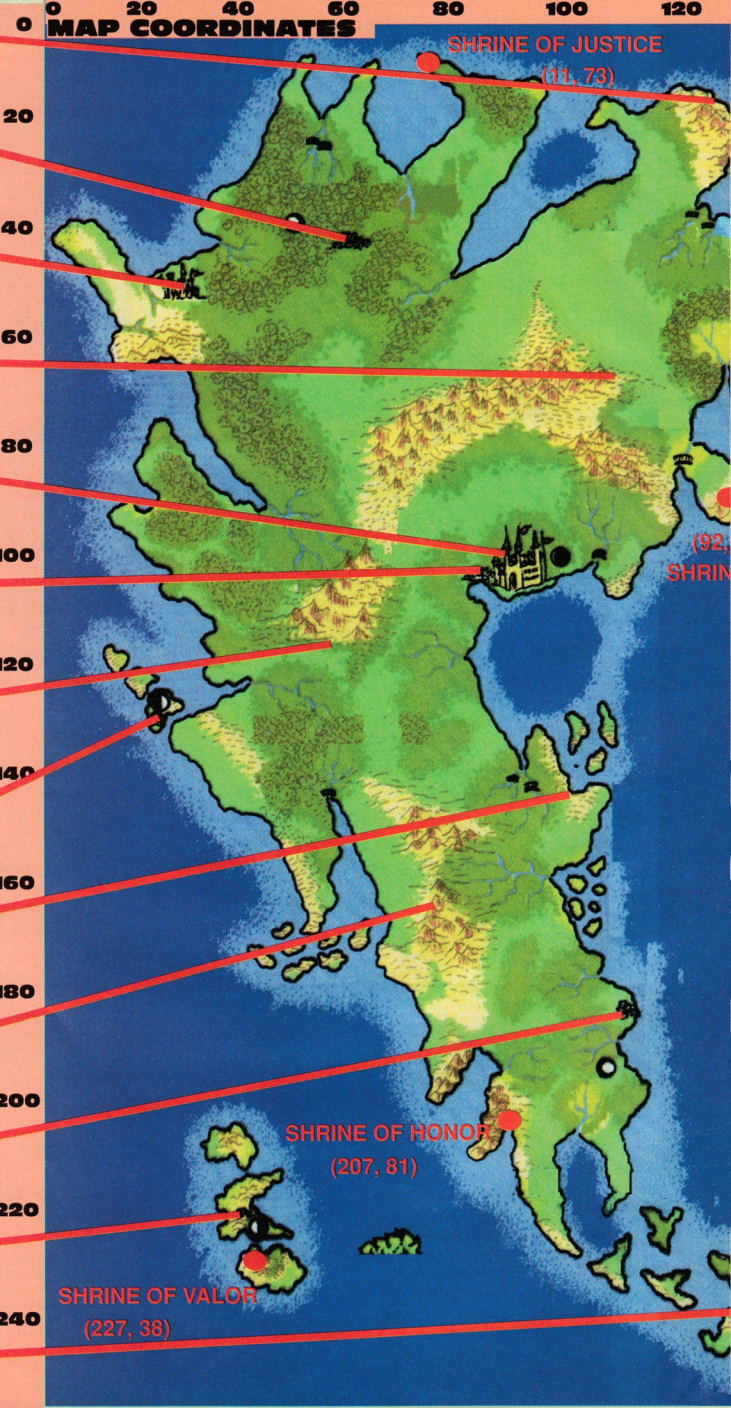 0 20 40 60 80 100 120
0
MAP COORDINATES
SHRINE OF JUSTICE
(11, 73)
20
40
60
80
(92,
100
SHRIN
120
140
160
180
200
SHRINE OF HONOR
(207, 81)
220
SHRINE OF VALOR
(227, 38)
240